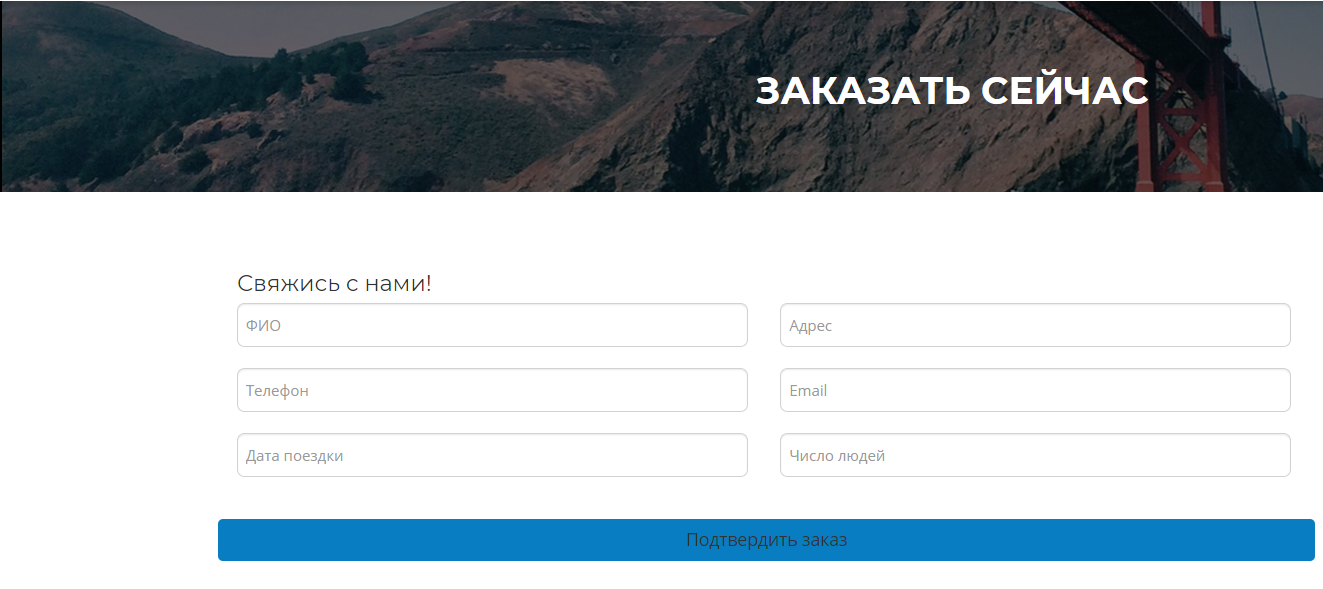 ЗАКАЗАТЬ СЕЙЧАС
Свяжись с нами!
ФИО
Адрес
Телефон
Email
Дата поездки
Число людей
Подтвердить заказ